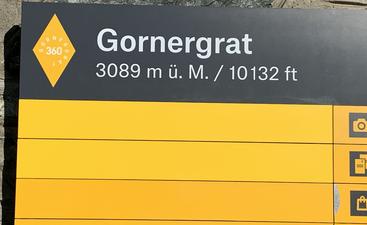 Gornergrat
3089 m ü. M. / 10132 ft
360